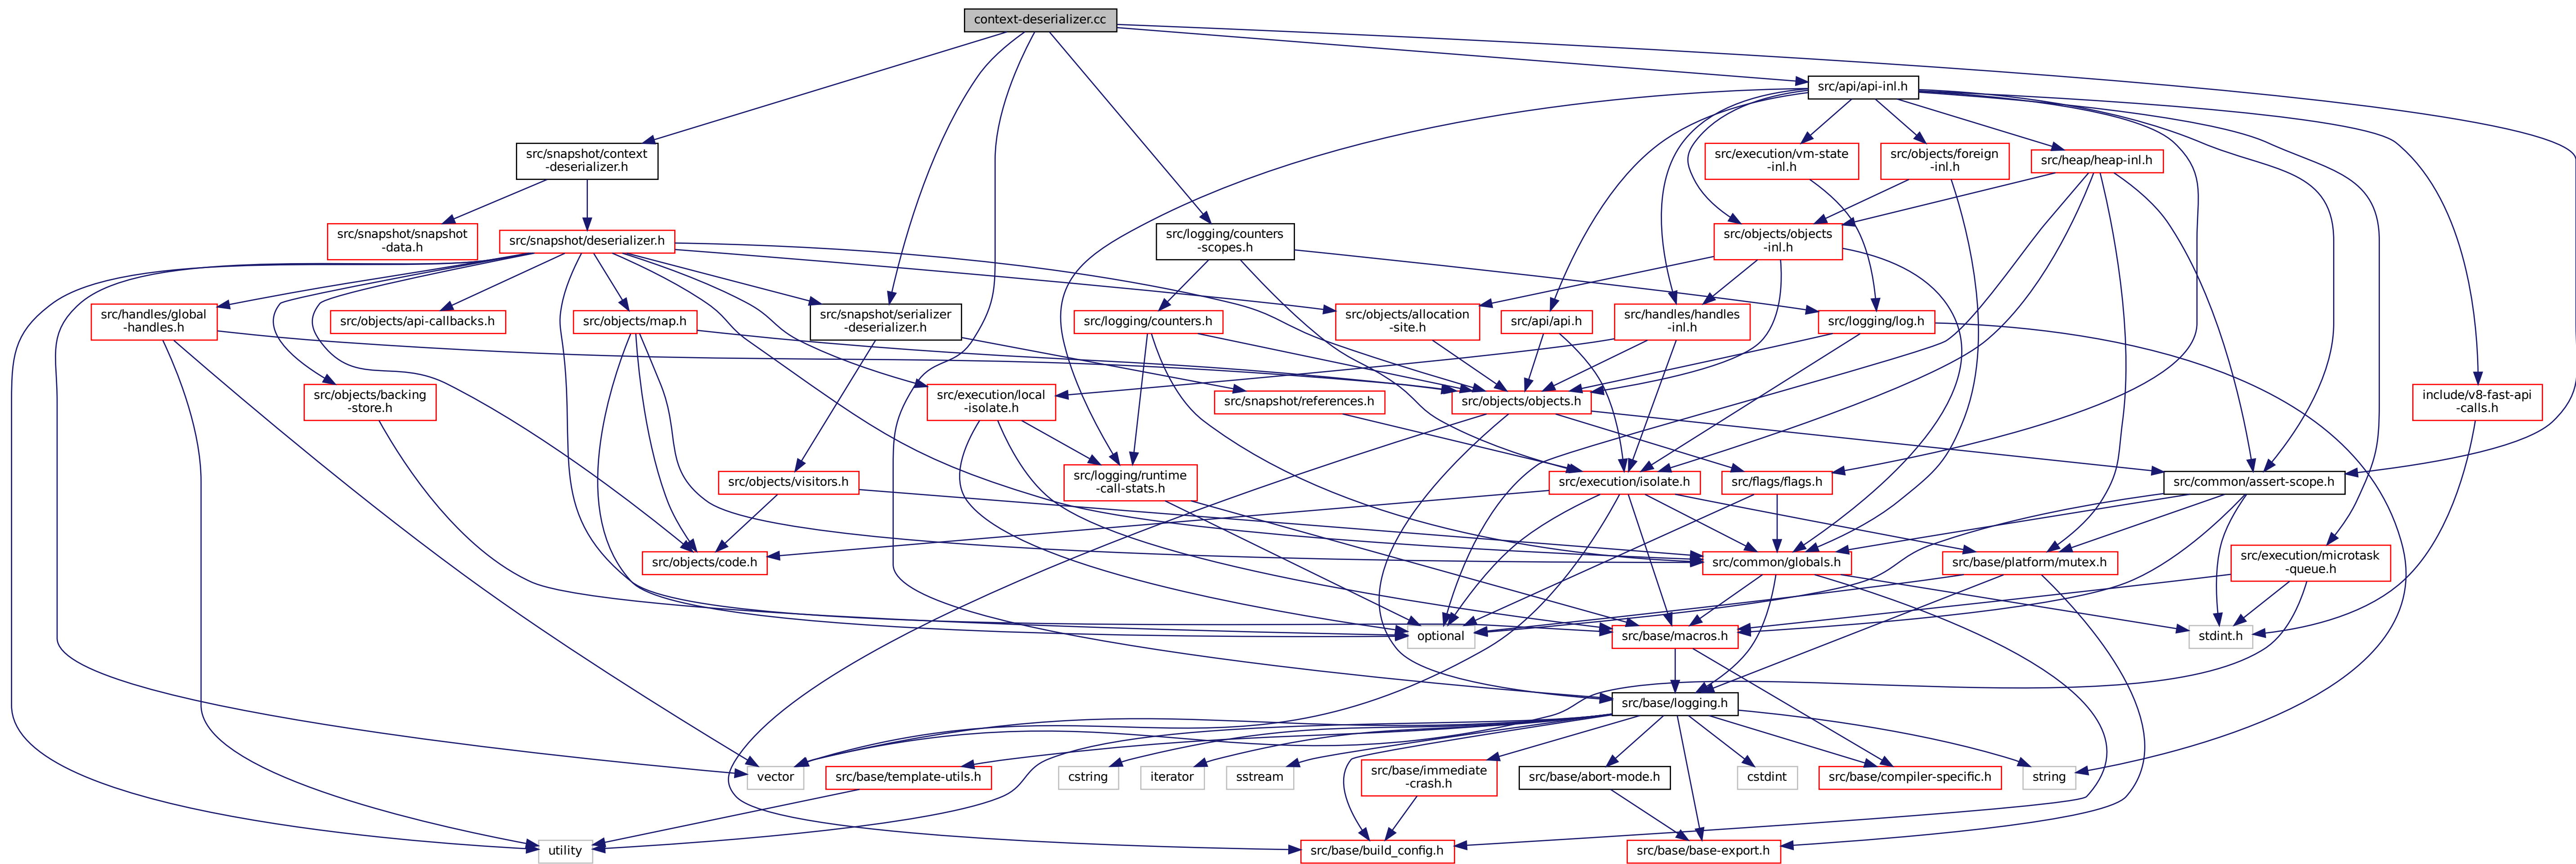 context-deserializer.cc
src/api/api-inl.h
src/snapshot/context
-deserializer.h
src/execution/vm-state
-inl.h
src/objects/foreign
-inl.h
src/heap/heap-inl.h
src/snapshot/snapshot
-data.h
src/snapshot/deserializer.h
src/logging/counters
-scopes.h
src/objects/objects
-inl.h
src/handles/global
-handles.h
src/objects/api-callbacks.h
src/objects/map.h
src/snapshot/serializer
-deserializer.h
src/logging/counters.h
src/objects/allocation
-site.h
src/api/api.h
src/handles/handles
-inl.h
src/logging/log.h
src/objects/backing
-store.h
src/execution/local
-isolate.h
src/snapshot/references.h
src/objects/objects.h
include/v8-fast-api
-calls.h
src/objects/visitors.h
src/logging/runtime
-call-stats.h
src/execution/isolate.h
src/flags/flags.h
src/common/assert-scope.h
src/objects/code.h
src/common/globals.h
src/base/platform/mutex.h
src/execution/microtask
-queue.h
optional
src/base/macros.h
stdint.h
src/base/logging.h
vector
src/base/template-utils.h
cstring
iterator
sstream
src/base/immediate
-crash.h
src/base/abort-mode.h
cstdint
src/base/compiler-specific.h
string
utility
src/base/build_config.h
src/base/base-export.h